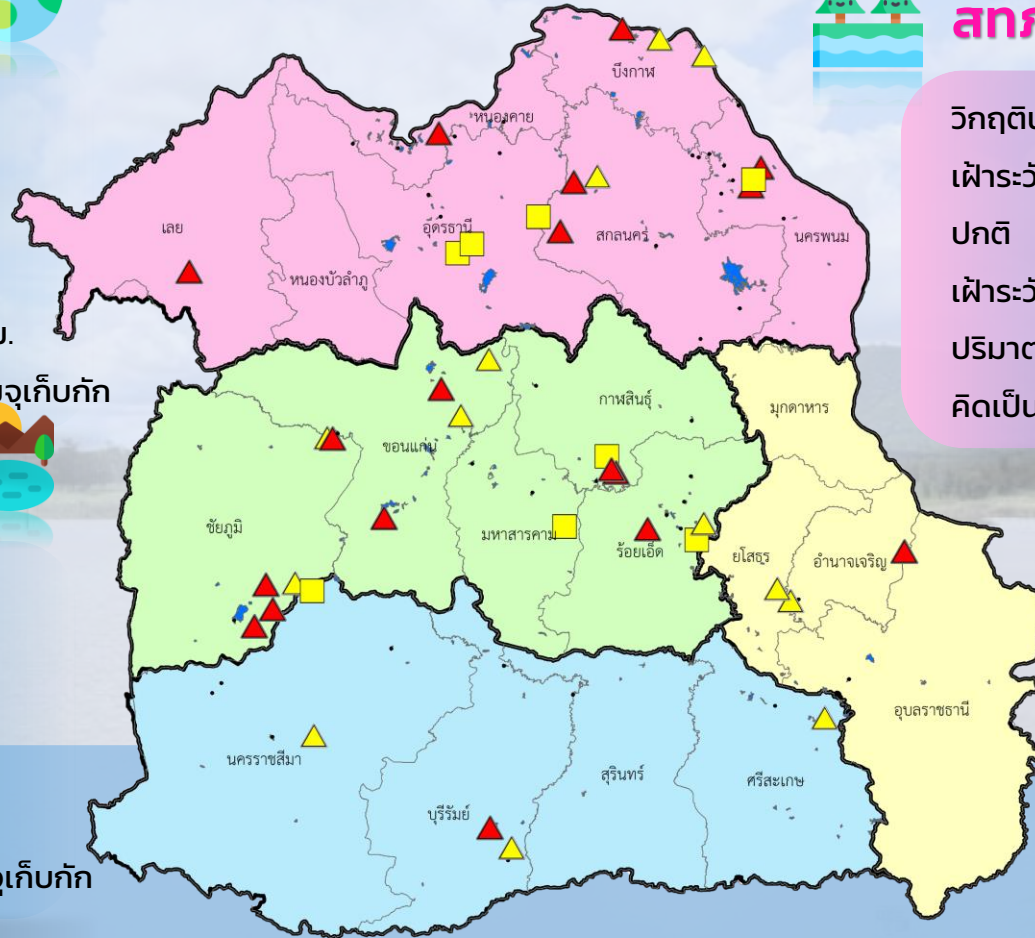 สทภ
วิกฤติน
เฝ้าระวั
ปกติ
เฝ้าระวั
ปริมาต
คิดเป็น
บึงกาฬ
หนองคาย
เลย
อุดรธานี
สกลนคร
นครพนม
หนองบัวลำภู
ม.
จุเก็บกัก
กาฬสินธุ์
มุกดาหาร
ขอนแก่น
ชัยภูมิ
มหาสารคาม
ร้อยเอ็ด
ยโสธร
อำนาจเจริญ
อุบลราชธานี
นครราชสีมา
สุรินทร์
ศรีสะเกษ
บุรีรัมย์
จุเก็บกัก